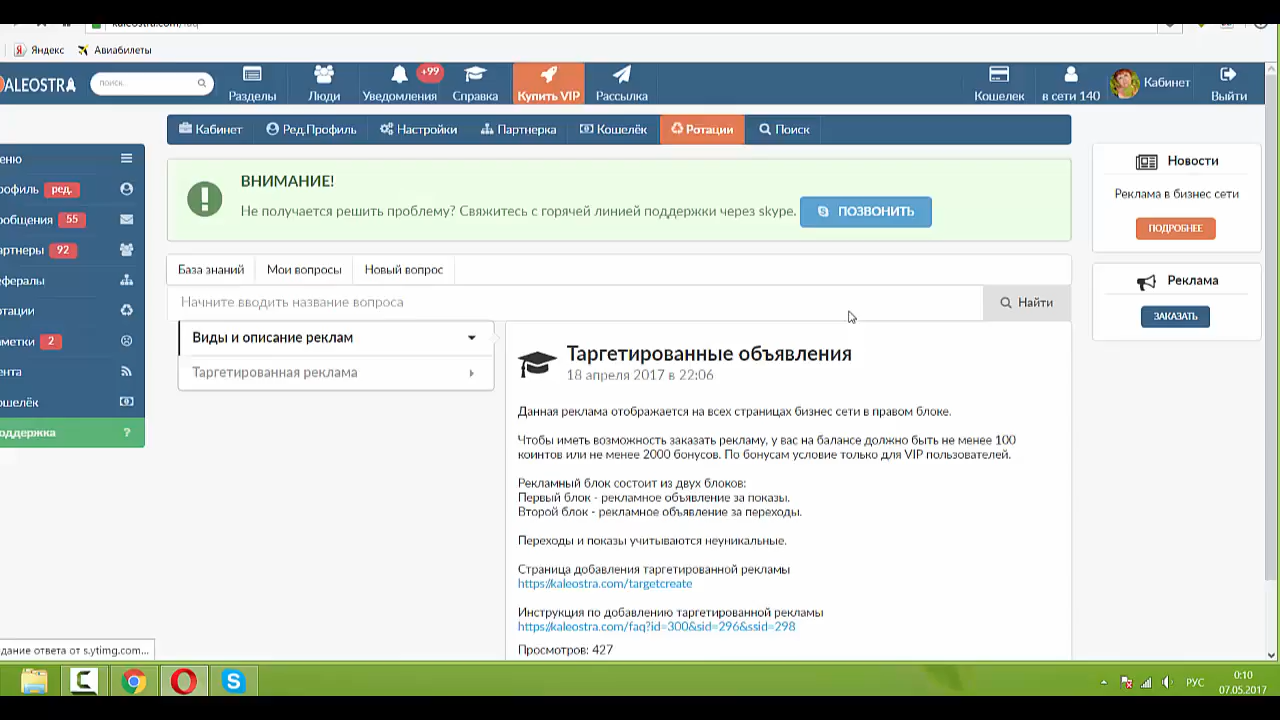 Яндекс
Авиабилеты
ALEOSTRA
поиск..
Разделы
Люди
+99
Уведомления
Справка
Купить VIP
Рассылка
Кошелек
в сети 140
Кабинет
Выйти
Кабинет
Ред.Профиль
Настройки
Партнерка
Кошелёк
Ротации
Поиск
еню
рофиль ред.
ообщения 55
артнеры 92
ефералы
отации
аметки 2
ента
ошелёк
оддержка ?
ВНИМАНИЕ!
Не получается решить проблему? Свяжитесь с горячей линией поддержки через skype.
ПОЗВОНИТЬ
База знаний
Мои вопросы
Новый вопрос
Начните вводить название вопроса
Найти
Виды и описание реклам
Таргетированная реклама
Таргетированные объявления
18 апреля 2017 в 22:06
Данная реклама отображается на всех страницах бизнес сети в правом блоке.
Чтобы иметь возможность заказать рекламу, у вас на балансе должно быть не менее 100
коинтов или не менее 2000 бонусов. По бонусам условие только для VIP пользователей.
Рекламный блок состоит из двух блоков:
Первый блок - рекламное объявление за показы.
Второй блок - рекламное объявление за переходы.
Переходы и показы учитываются неуникальные.
Страница добавления таргетированной рекламы
https://kaleostra.com/targetcreate
Инструкция по добавлению таргетированной рекламы
https://kaleostra.com/faq?id=300&sid=296&ssid=298
Просмотров: 427
Новости
Реклама в бизнес сети
ПОДРОБНЕЕ
Реклама
ЗАКАЗАТЬ
дание ответа от s.ytimg.com...
РУС
0:10
07.05.2017